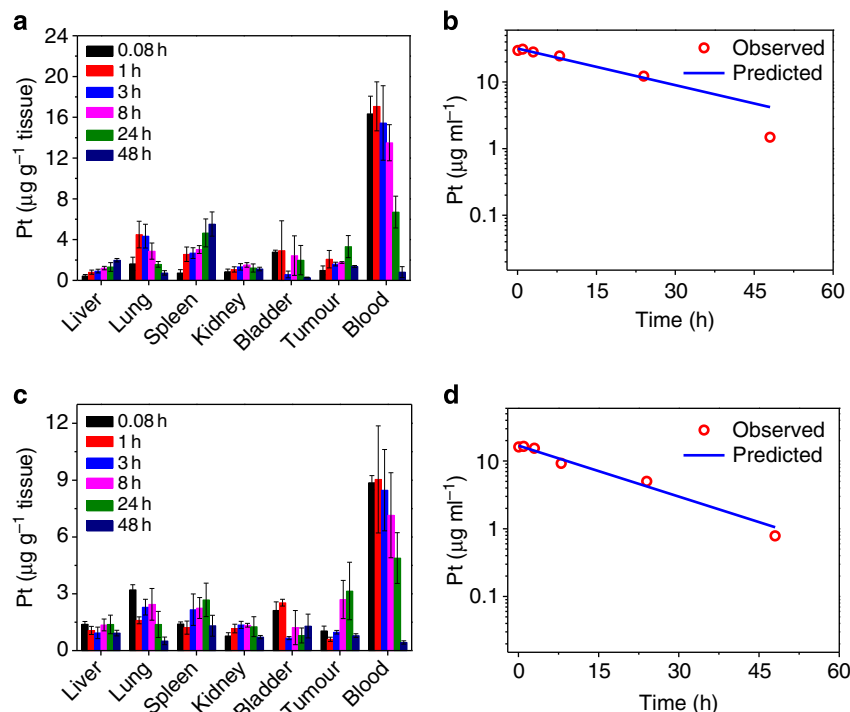 a
Pt (μg g⁻¹ tissue)
24
20
16
12
8
4
0
0.08 h
1 h
3 h
8 h
24 h
48 h
Liver
Lung
Spleen
Kidney
Bladder
Tumour
Blood
b
Pt (μg ml⁻¹)
10
1
0.1
Observed
Predicted
0
15
30
45
60
Time (h)
c
Pt (μg g⁻¹ tissue)
12
9
6
3
0
0.08 h
1 h
3 h
8 h
24 h
48 h
Liver
Lung
Spleen
Kidney
Bladder
Tumour
Blood
d
Pt (μg ml⁻¹)
10
1
0.1
Observed
Predicted
0
15
30
45
60
Time (h)